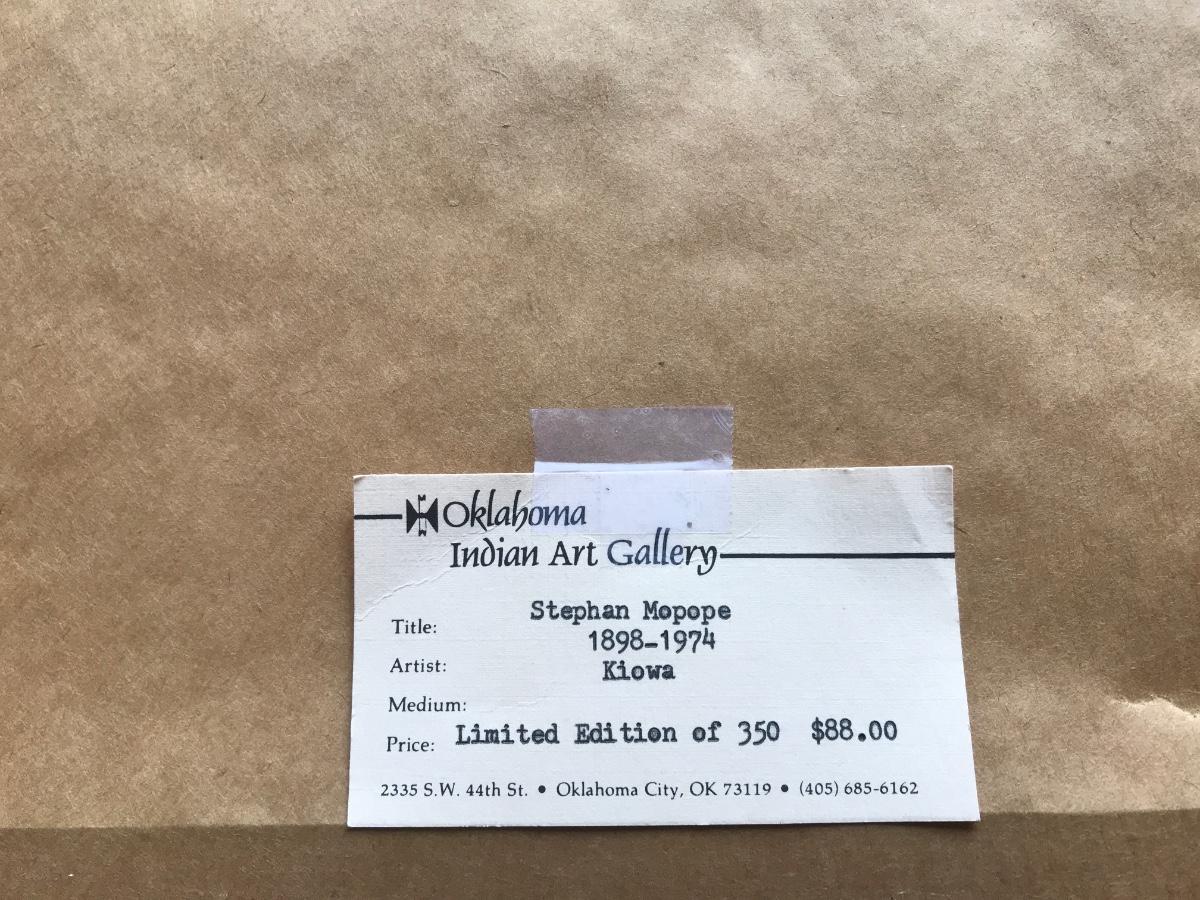 Oklahoma
Indian Art Gallery
Stephan Mopope
Title:
1898-1974
Artist:
Kiowa
Medium:
Price: Limited Edition of 350 $88.00
2335 S.W. 44th St. • Oklahoma City, OK 73119 • (405) 685-6162